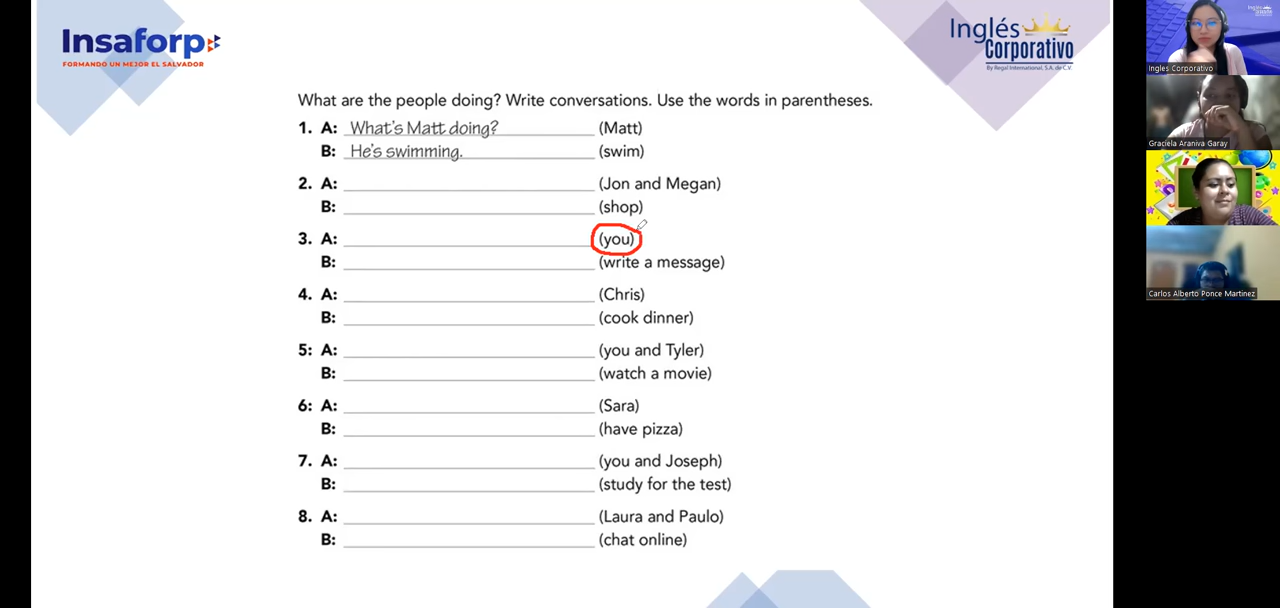 Insaforp
FORMANDO UN MEJOR EL SALVADOR
Inglés
Corporativo
By Regal International, S.A. de C.V.
What are the people doing? Write conversations. Use the words in parentheses.
1. A: What's Matt doing? (Matt)
B: He's swimming. (swim)
2. A: (Jon and Megan)
B: (shop)
3. A: (you)
B: (write a message)
4. A: (Chris)
B: (cook dinner)
5: A: (you and Tyler)
B: (watch a movie)
6: A: (Sara)
B: (have pizza)
7. A: (you and Joseph)
B: (study for the test)
8. A: (Laura and Paulo)
B: (chat online)
Ingles Corporativo
Graciela Araniva Garay
Carlos Alberto Ponce Martinez